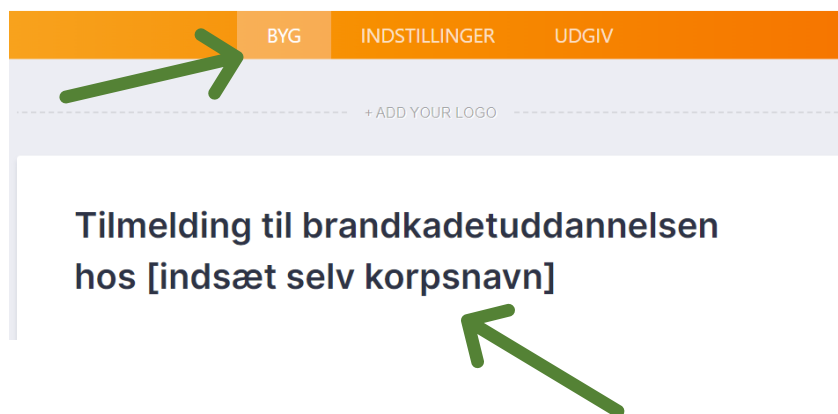 BYG INDSTILLINGER UDGIV
+ ADD YOUR LOGO
Tilmelding til brandkadetuddannelsen
hos [indsæt selv korpsnavn]